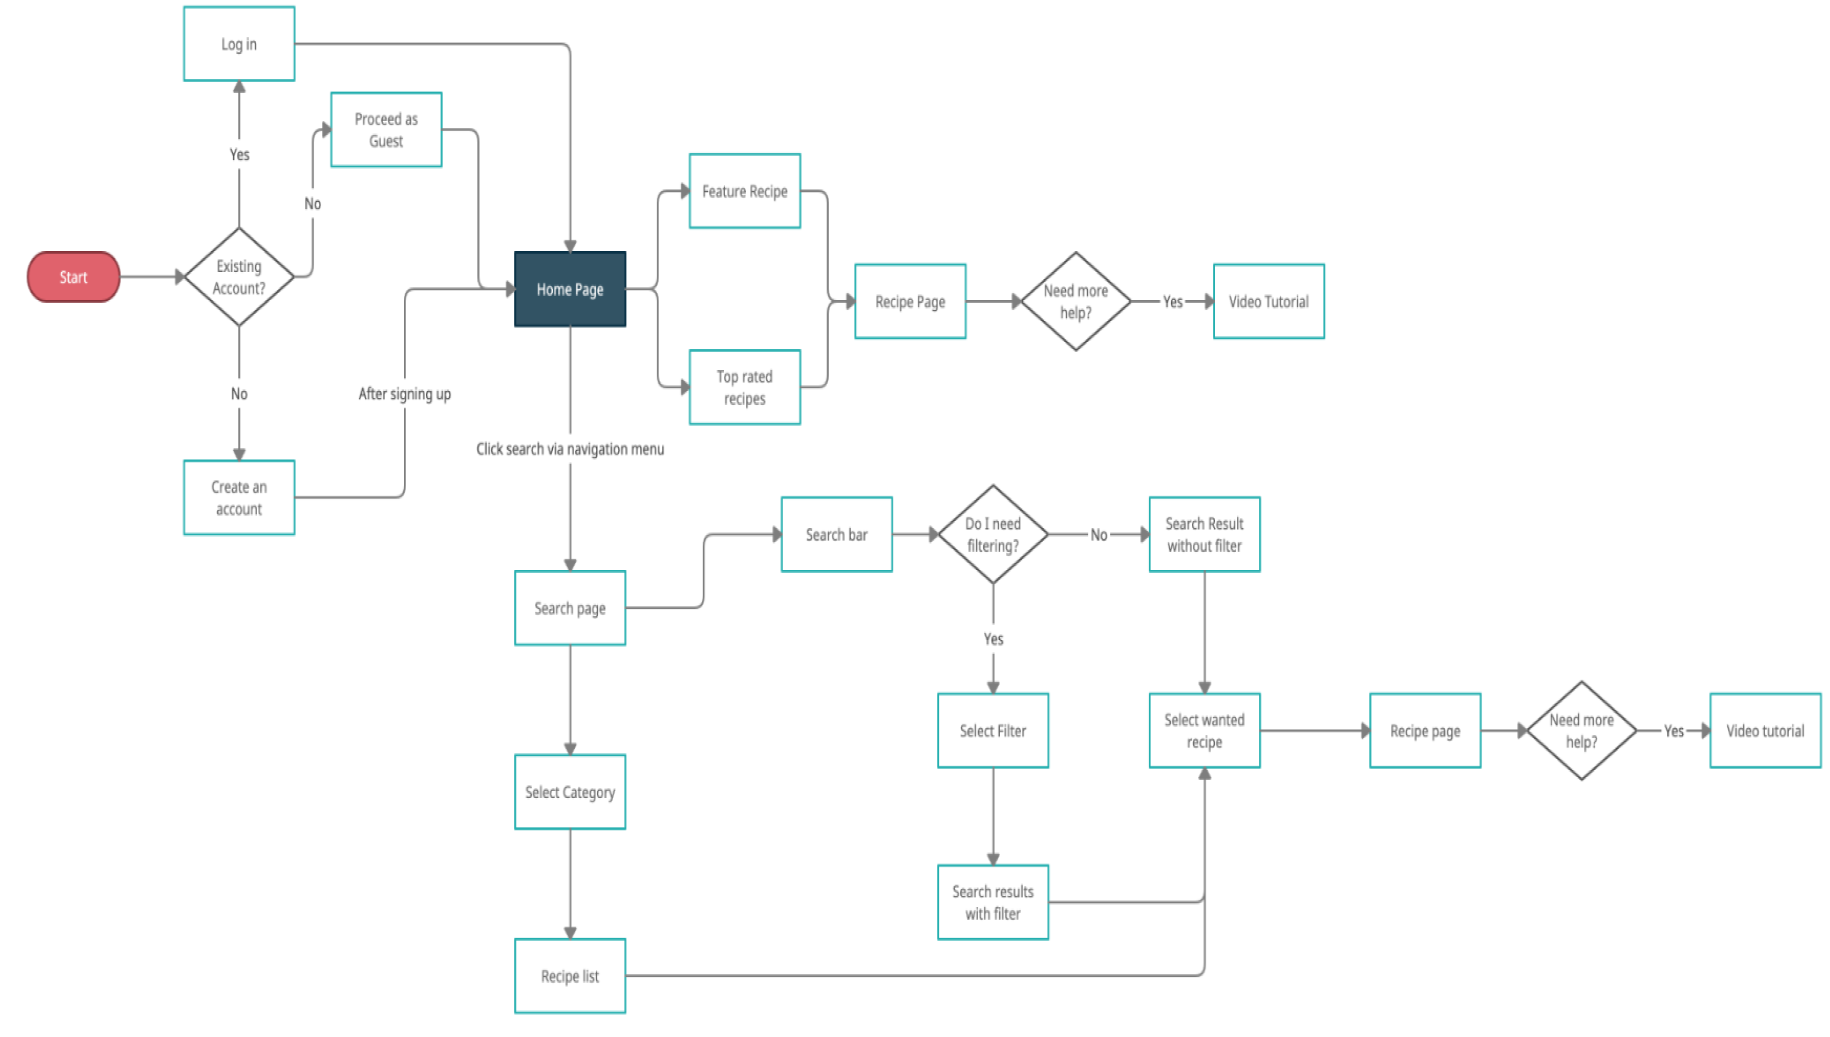 Log in
Proceed as
Guest
Yes
No
Feature Recipe
Start
Existing
Account?
Home Page
Recipe Page
Need more
help?
Yes
Video Tutorial
Top rated
recipes
No
After signing up
Click search via navigation menu
Create an
account
Search bar
Do I need
filtering?
No
Search Result
without filter
Search page
Yes
Select Filter
Select wanted
recipe
Recipe page
Need more
help?
Yes
Video tutorial
Select Category
Search results
with filter
Recipe list